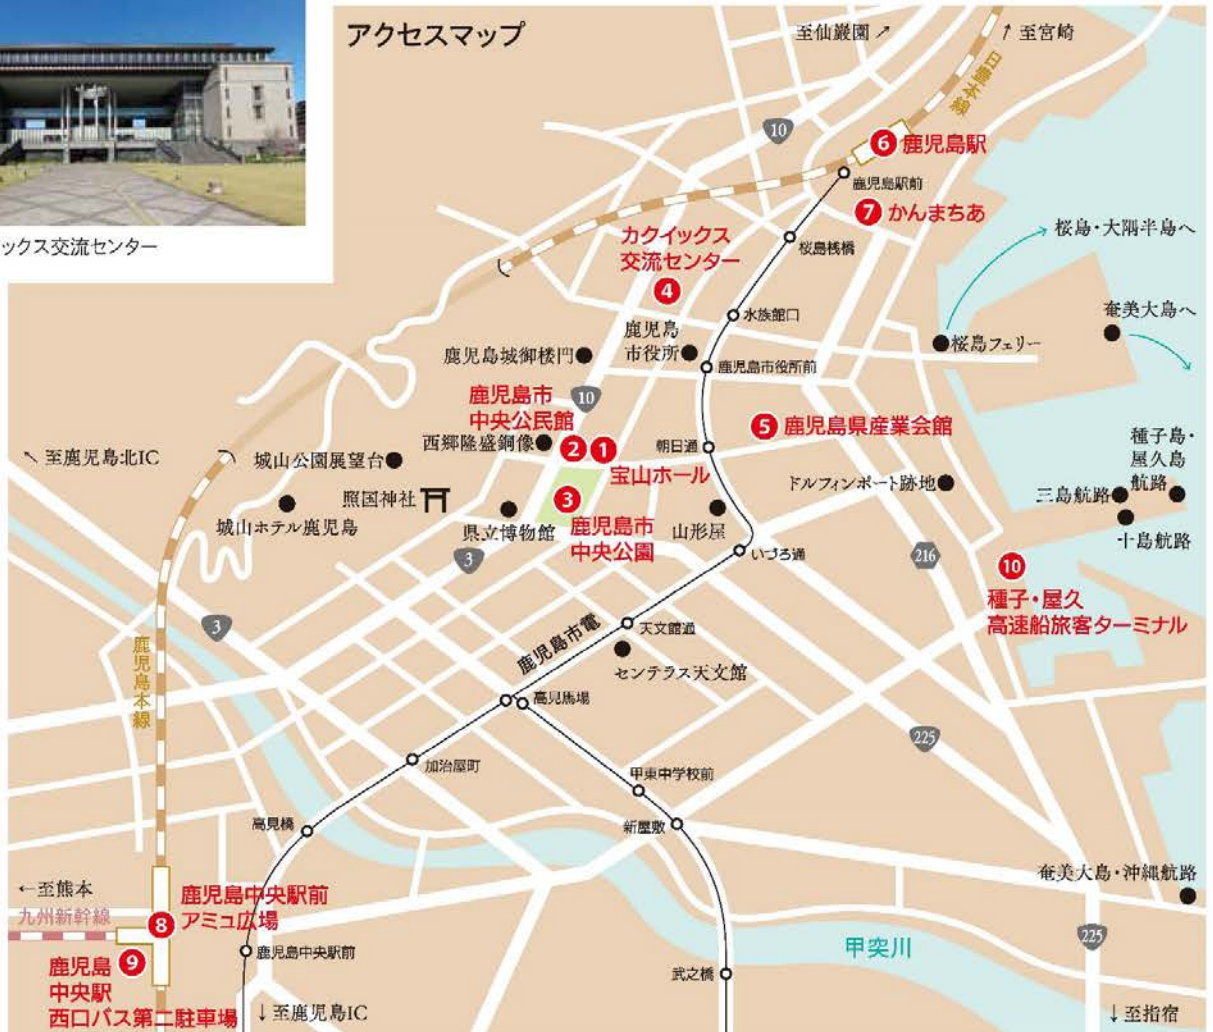 アクセスマップ
至仙巌園↗
↗至宮崎
日豊本線
10
6 鹿児島駅
鹿児島駅前
7 かんまちあ
ックス交流センター
カクイックス
交流センター
4
桜島桟橋
桜島・大隅半島へ
奄美大島へ
水族館口
鹿児島
市役所
桜島フェリー
鹿児島城御楼門
鹿児島市役所前
10
鹿児島市
中央公民館
2
1
宝山ホール
西郷隆盛銅像
5 鹿児島県産業会館
朝日通
↖至鹿児島北IC
城山公園展望台
種子島・
屋久島
航路
三島航路
十島航路
ドルフィンポート跡地
照国神社
城山ホテル鹿児島
県立博物館
3
鹿児島市
中央公園
山形屋
いづろ通
3
216
10
種子・屋久
高速船旅客ターミナル
3
鹿児島本線
鹿児島市電
天文館通
センテラス天文館
高見馬場
225
加治屋町
甲東中学校前
高見橋
新屋敷
奄美大島・沖縄航路
←至熊本
九州新幹線
8
鹿児島中央駅前
アミュ広場
225
甲突川
鹿児島中央駅前
9
鹿児島
中央駅
西口バス第二駐車場
武之橋
↓至鹿児島IC
↓至指宿